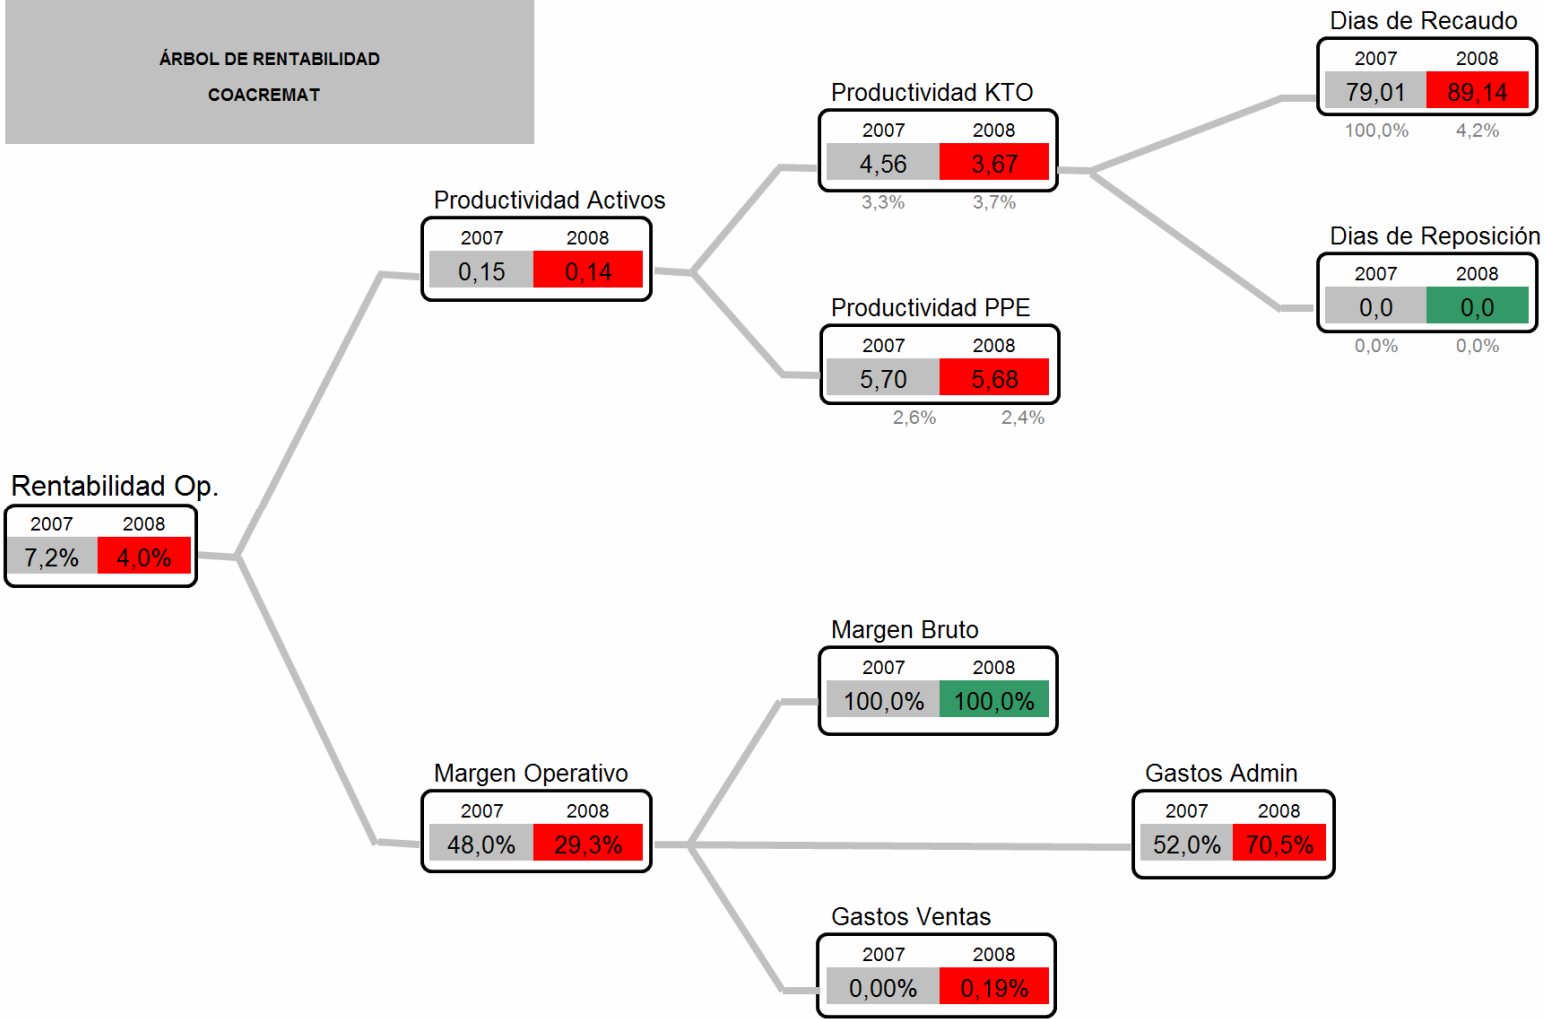 ÁRBOL DE RENTABILIDAD
COACREMAT
Dias de Recaudo
2007 2008
79,01 89,14
100,0% 4,2%
Productividad KTO
2007 2008
4,56 3,67
3,3% 3,7%
Productividad Activos
2007 2008
0,15 0,14
Dias de Reposición
2007 2008
0,0 0,0
0,0% 0,0%
Productividad PPE
2007 2008
5,70 5,68
2,6% 2,4%
Rentabilidad Op.
2007 2008
7,2% 4,0%
Margen Bruto
2007 2008
100,0% 100,0%
Margen Operativo
2007 2008
48,0% 29,3%
Gastos Admin
2007 2008
52,0% 70,5%
Gastos Ventas
2007 2008
0,00% 0,19%